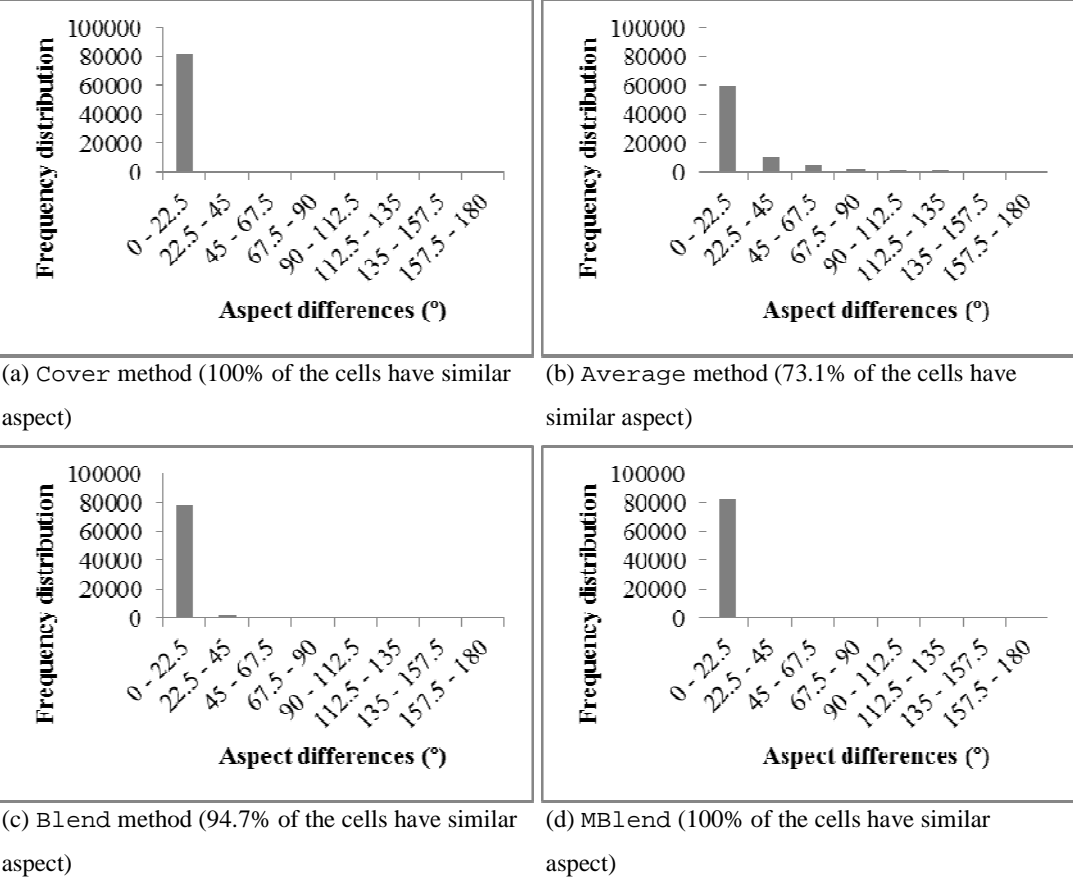 Frequency distribution
100000
80000
60000
40000
20000
0
0 - 22.5
22.5 - 45
45 - 67.5
67.5 - 90
90 - 112.5
112.5 - 135
135 - 157.5
157.5 - 180
Aspect differences (°)
(a) Cover method (100% of the cells have similar
aspect)
Frequency distribution
100000
80000
60000
40000
20000
0
0 - 22.5
22.5 - 45
45 - 67.5
67.5 - 90
90 - 112.5
112.5 - 135
135 - 157.5
157.5 - 180
Aspect differences (°)
(b) Average method (73.1% of the cells have
similar aspect)
Frequency distribution
100000
80000
60000
40000
20000
0
0 - 22.5
22.5 - 45
45 - 67.5
67.5 - 90
90 - 112.5
112.5 - 135
135 - 157.5
157.5 - 180
Aspect differences (°)
(c) Blend method (94.7% of the cells have similar
aspect)
Frequency distribution
100000
80000
60000
40000
20000
0
0 - 22.5
22.5 - 45
45 - 67.5
67.5 - 90
90 - 112.5
112.5 - 135
135 - 157.5
157.5 - 180
Aspect differences (°)
(d) MBlend (100% of the cells have similar
aspect)